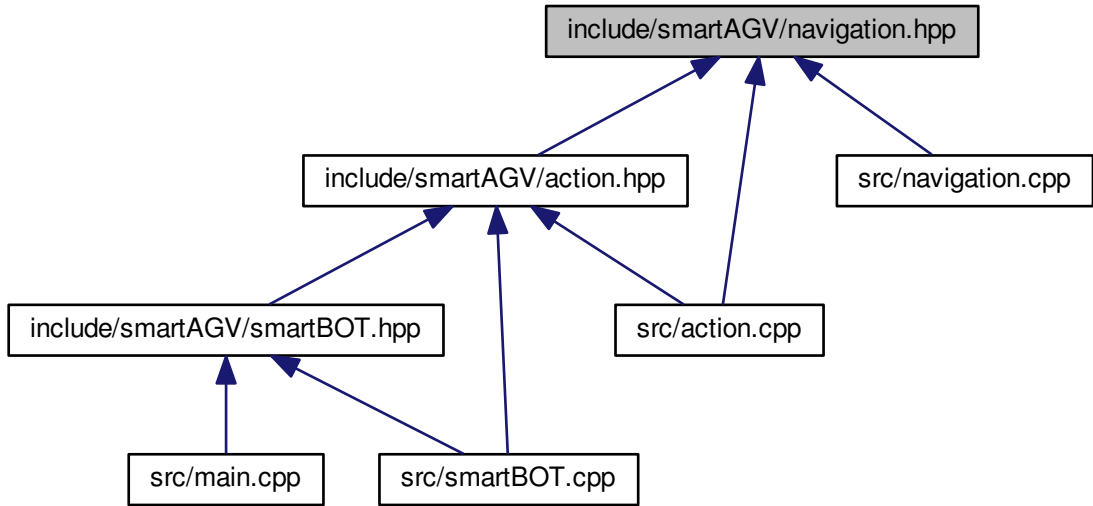 include/smartAGV/navigation.hpp
include/smartAGV/action.hpp
src/navigation.cpp
include/smartAGV/smartBOT.hpp
src/action.cpp
src/main.cpp
src/smartBOT.cpp